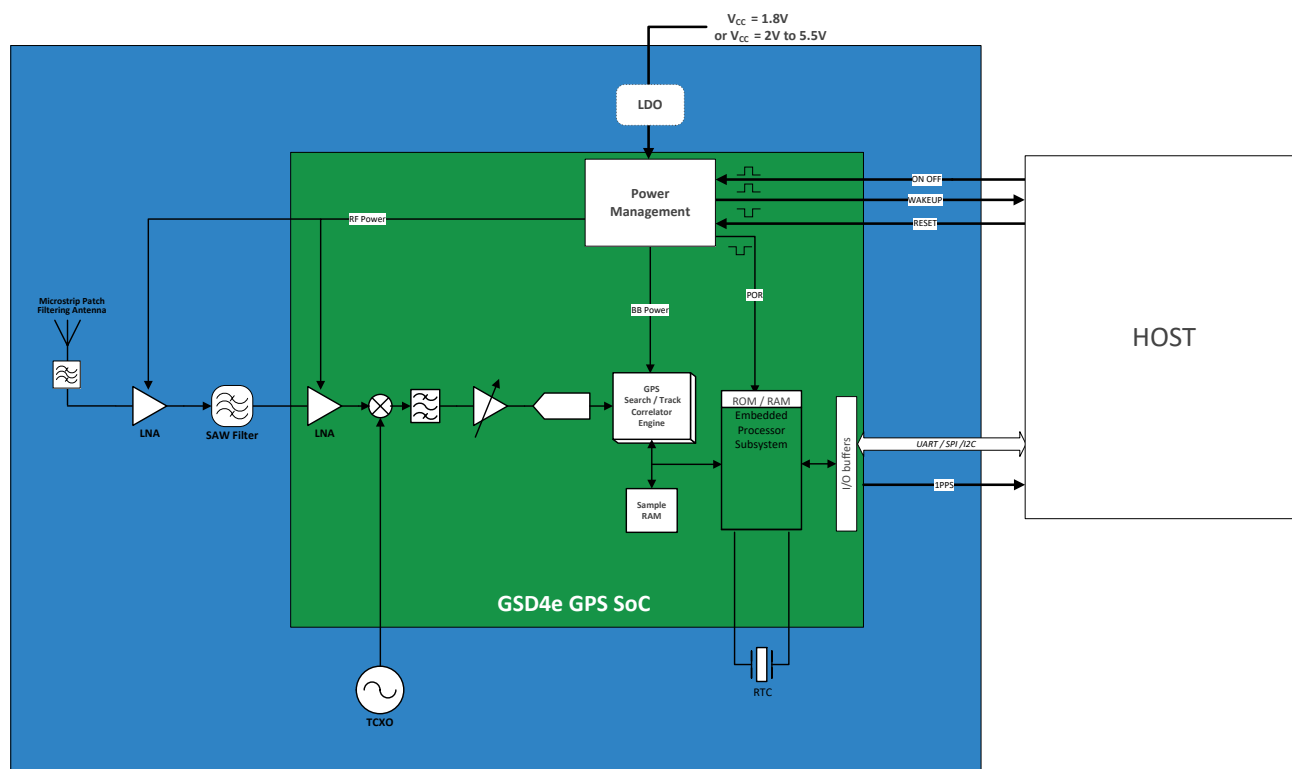 V_CC = 1.8V
or V_CC = 2V to 5.5V
LDO
Power
Management
ON OFF
WAKEUP
RESET
RF Power
Microstrip Patch
Filtering Antenna
BB Power
POR
HOST
LNA
SAW Filter
LNA
GPS
Search / Track
Correlator
Engine
ROM / RAM
Embedded
Processor
Subsystem
I/O buffers
UART / SPI /I2C
1PPS
Sample
RAM
GSD4e GPS SoC
TCXO
RTC